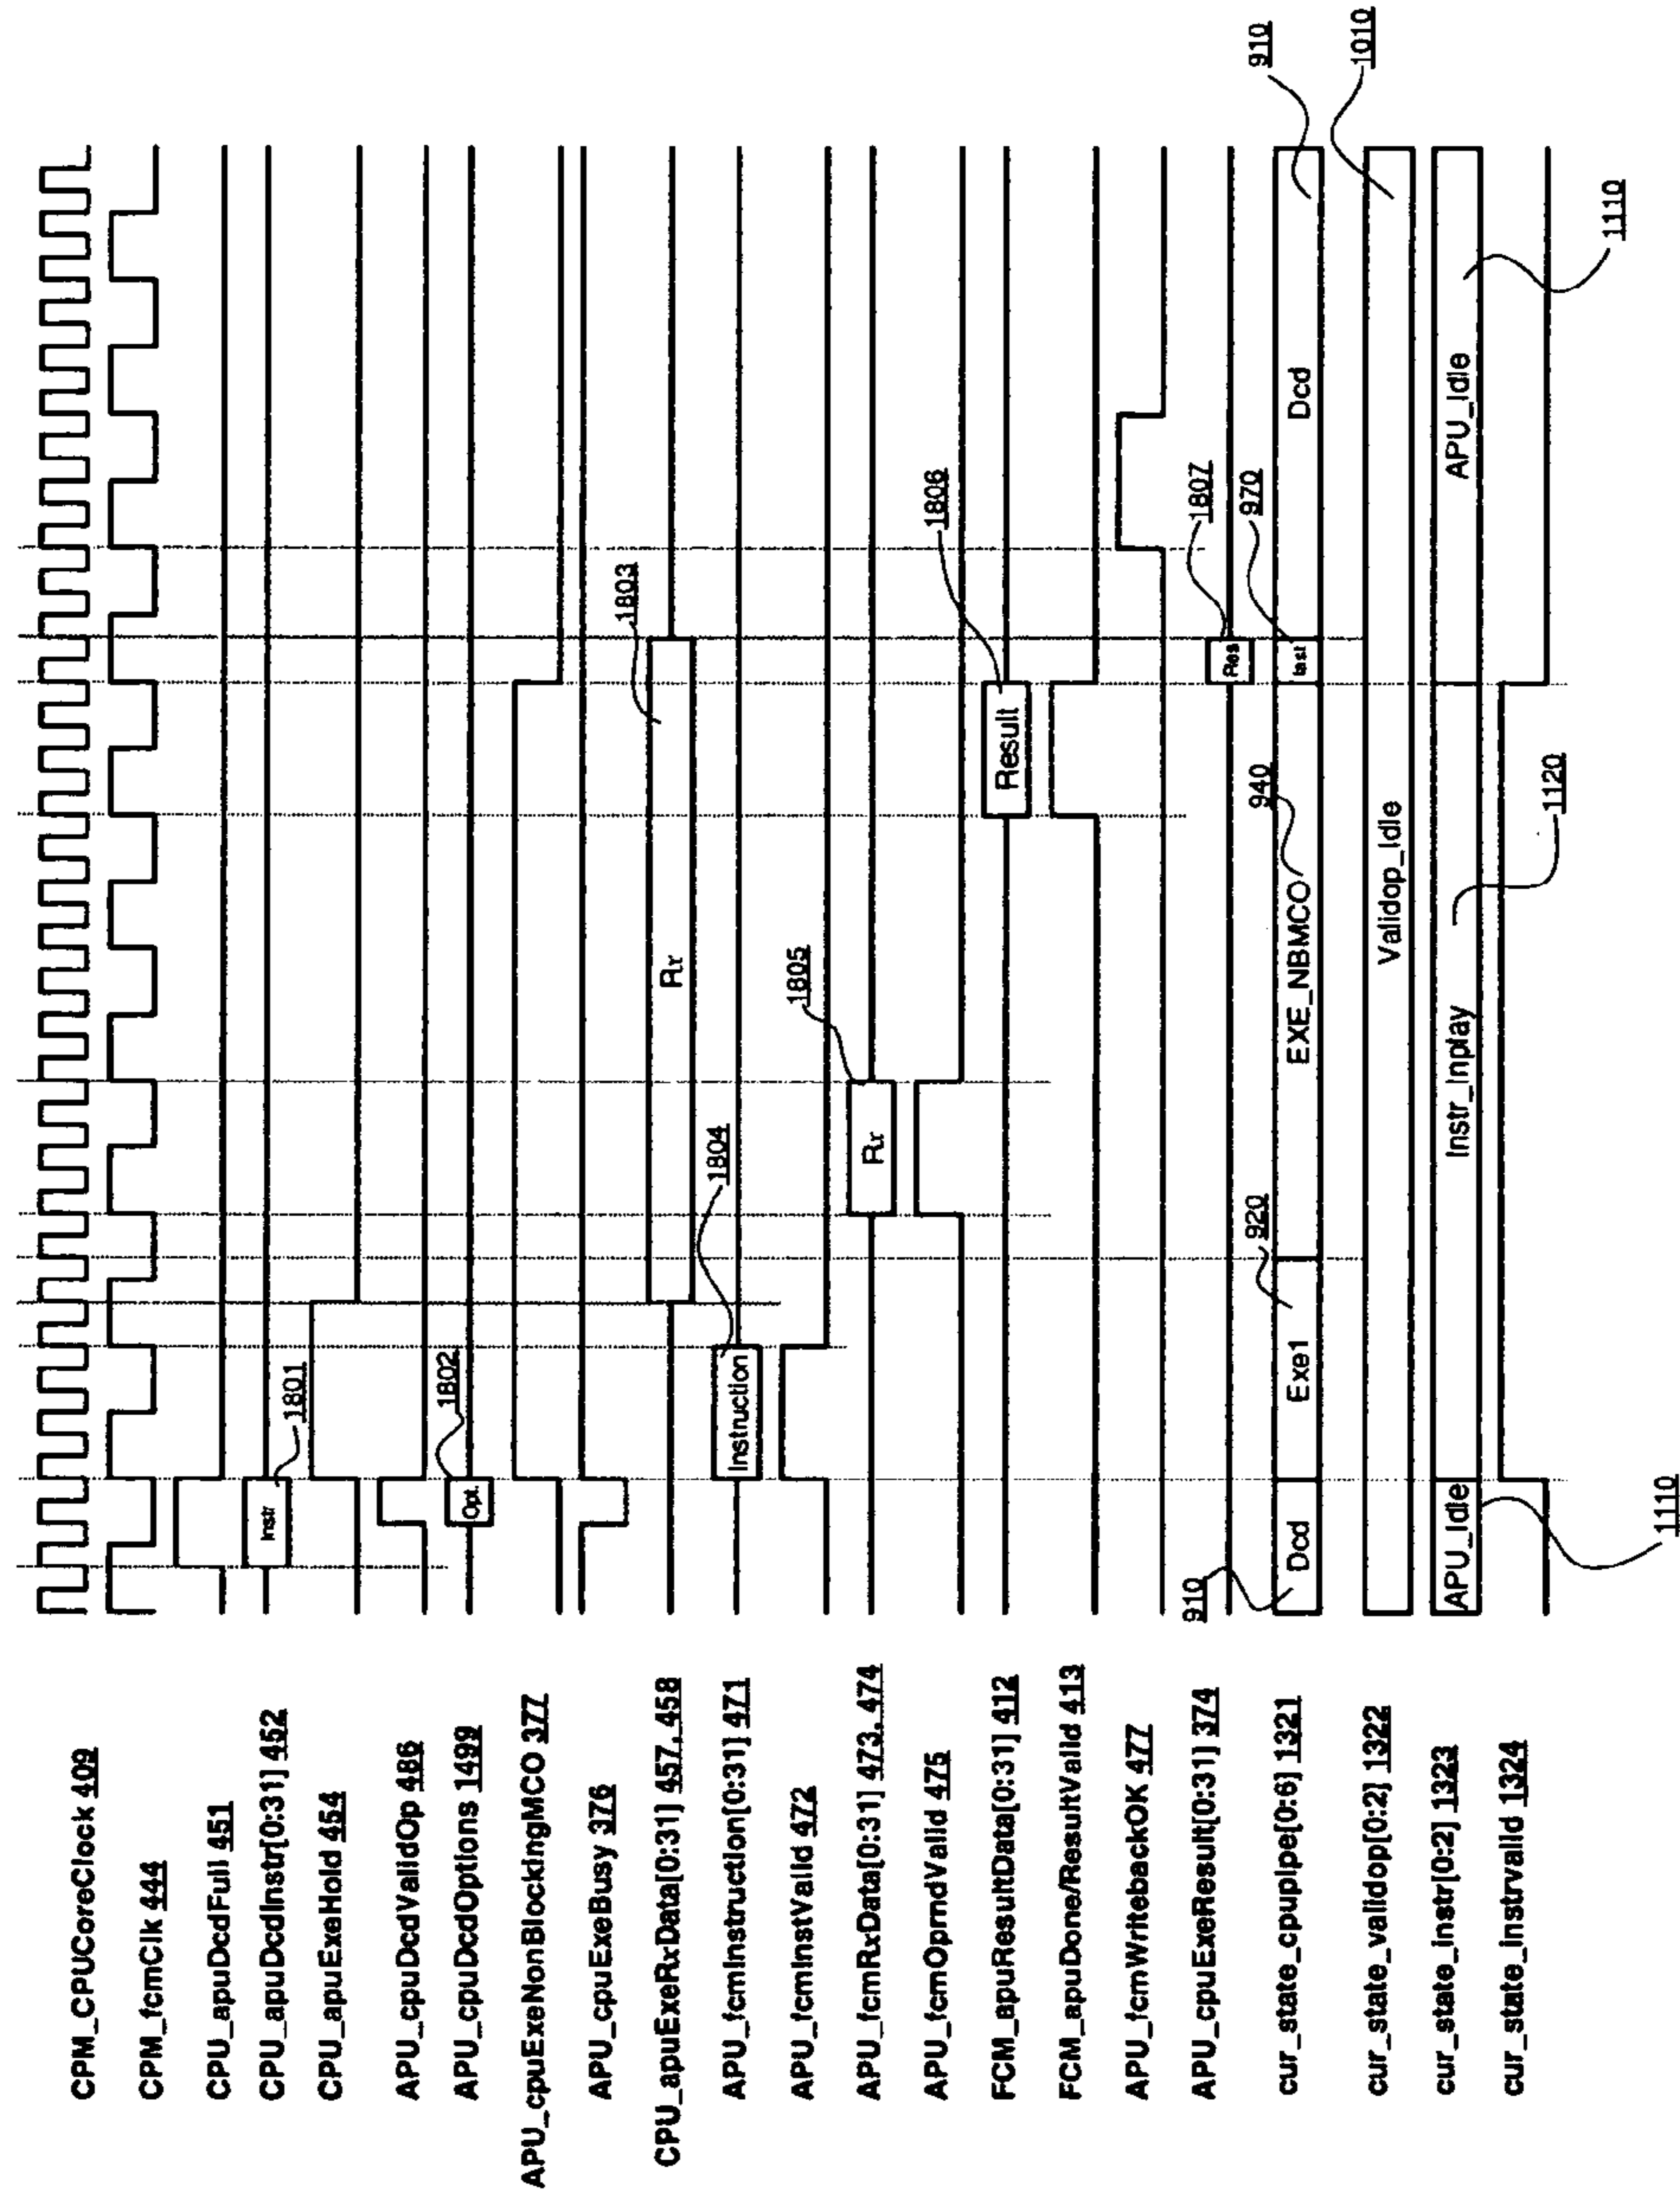 CPM_CPUCoreClock 409
CPM_fcmClk 444
CPU_apuDcdFull 451
CPU_apuDcdInstr[0:31] 452
Instr
1801
CPU_apuExeHold 454
APU_cpuDcdValidOp 486
APU_cpuDcdOptions 1499
Opt.
1802
APU_cpuExeNonBlockingMCO 377
APU_cpuExeBusy 376
CPU_apuExeRxData[0:31] 457, 458
Rx
1803
APU_fcmInstruction[0:31] 471
Instruction
1804
APU_fcmInstValid 472
APU_fcmRxData[0:31] 473, 474
Rx
1805
APU_fcmOprndValid 475
FCM_apuResultData[0:31] 412
Result
1806
FCM_apuDone/ResultValid 413
APU_fcmWritebackOK 477
APU_cpuExeResult[0:31] 374
Res
1807
cur_state_cpupipe[0:6] 1321
910
Dcd
Exe1
920
EXE_NBMCO
940
last
970
Dcd
910
cur_state_validop[0:2] 1322
Validop_Idle
1010
cur_state_instr[0:2] 1323
APU_Idle
1110
Instr_Inplay
1120
APU_Idle
1110
cur_state_instrvalid 1324